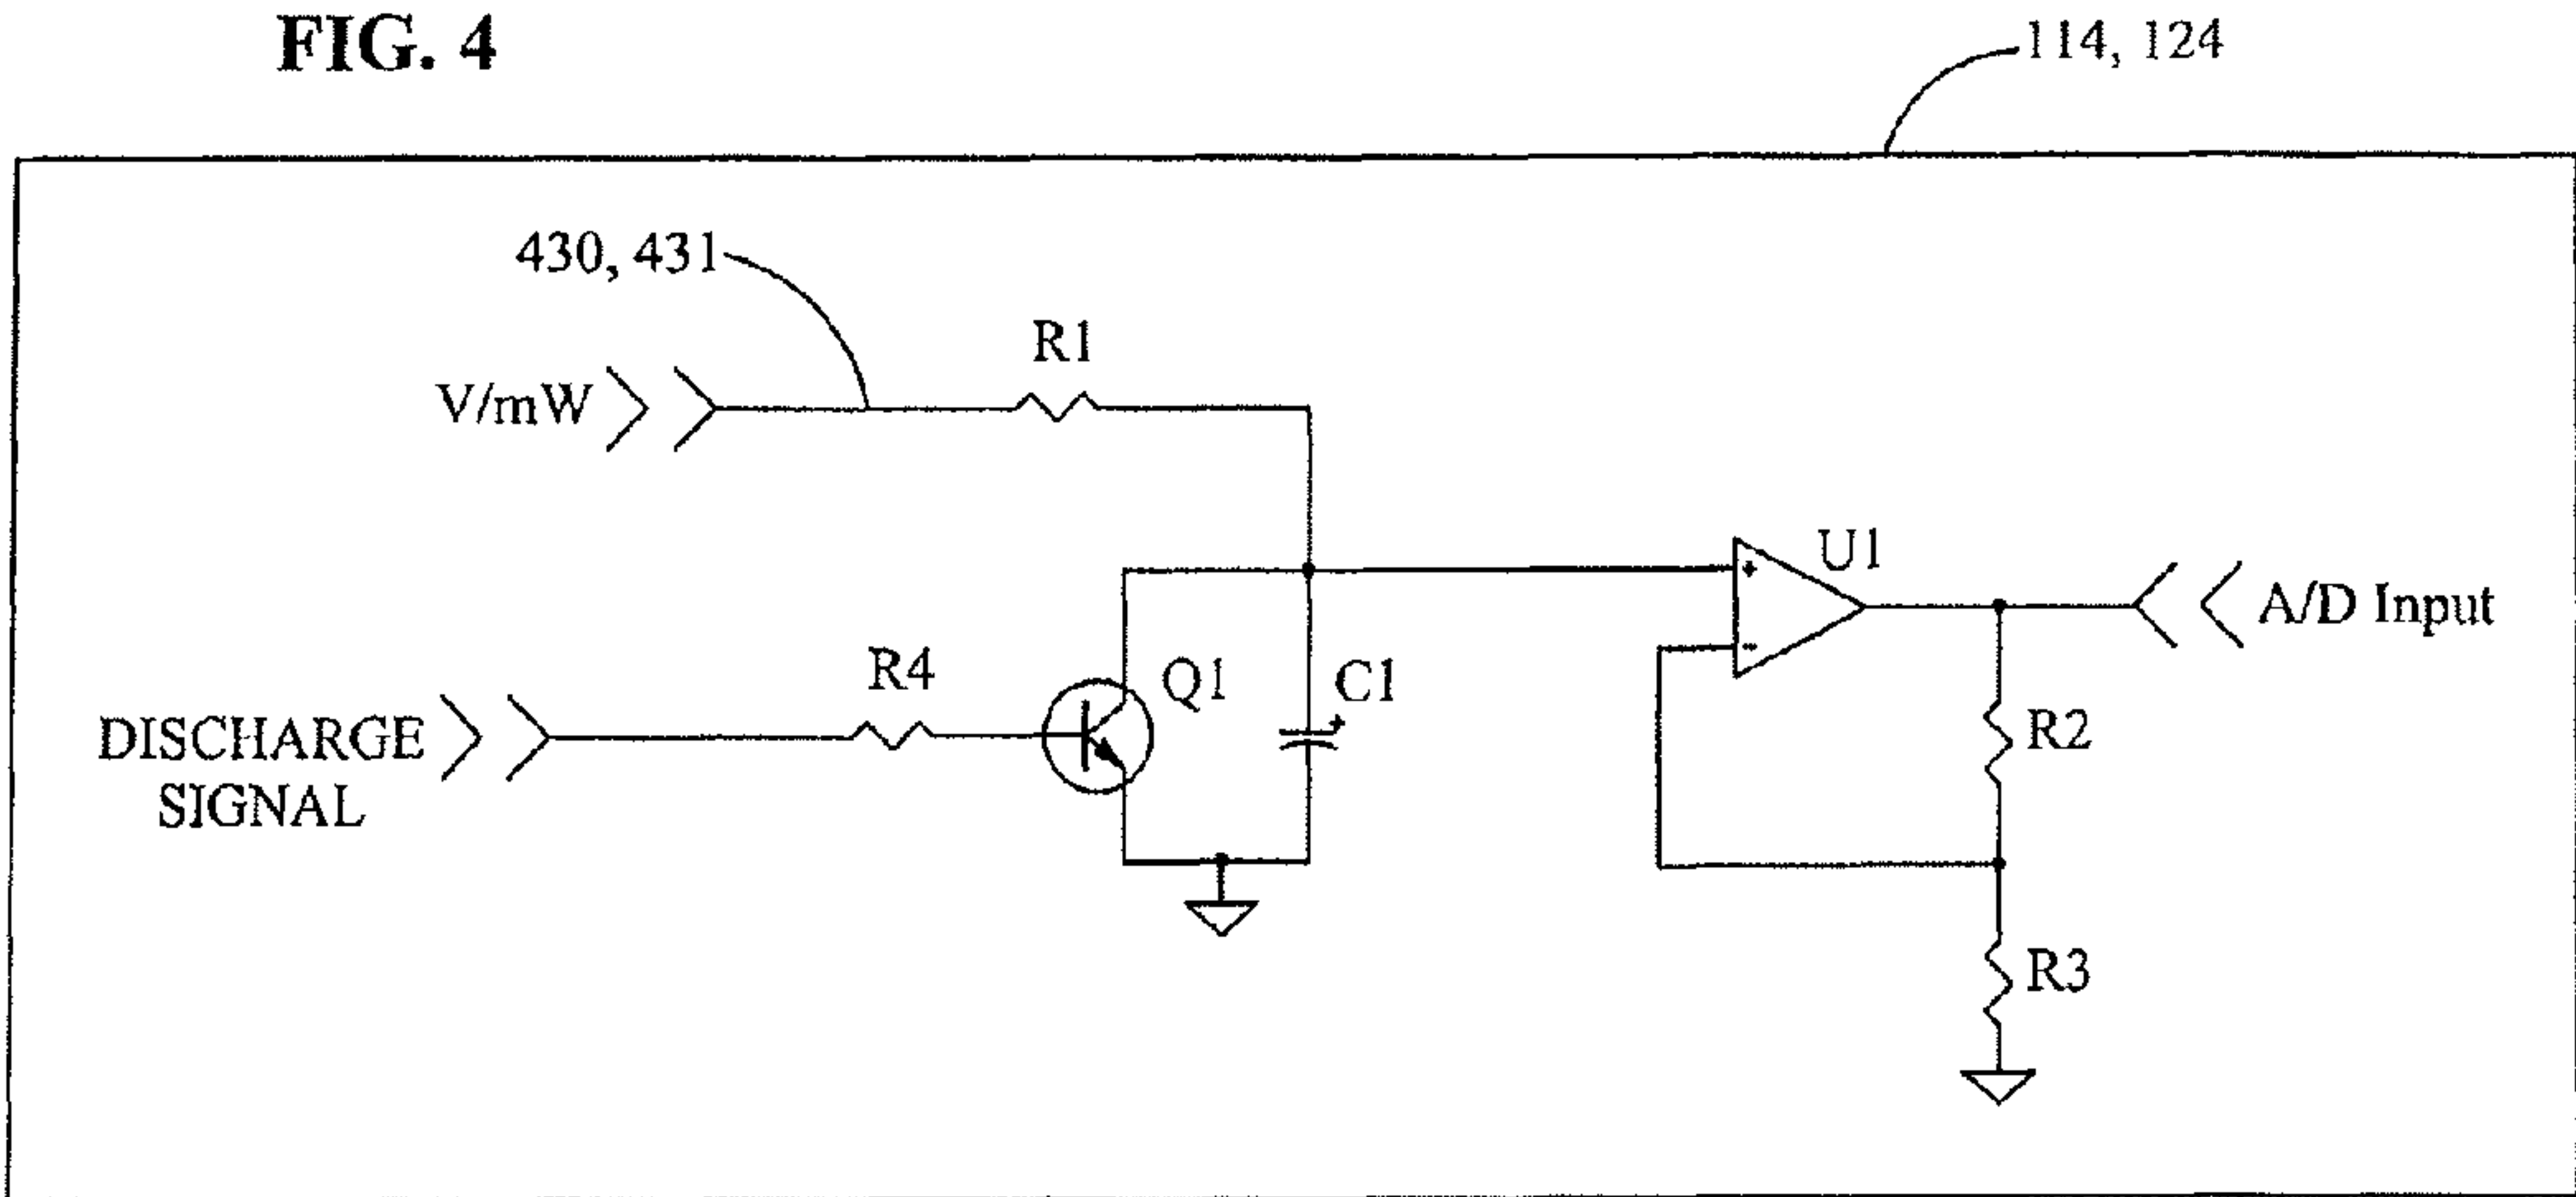 FIG. 4
114, 124
430, 431
R1
V/mW
U1
A/D Input
R4
Q1
C1
R2
DISCHARGE
SIGNAL
R3